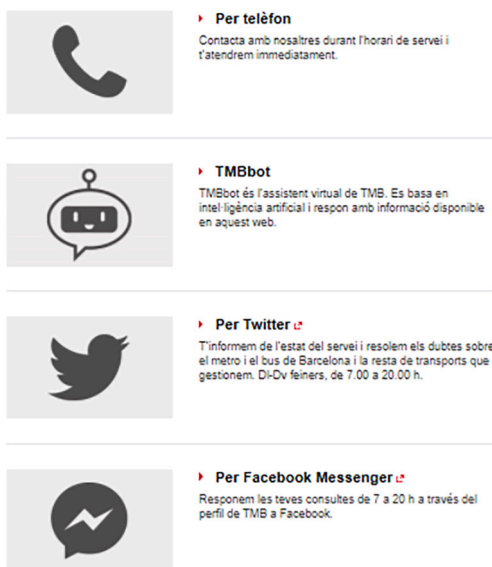 Per telèfon
Contacta amb nosaltres durant l'horari de servei i
t'atendrem immediatament.
TMBbot
TMBbot és l'assistent virtual de TMB. Es basa en
intel·ligència artificial i respon amb informació disponible
en aquest web.
Per Twitter
T'informem de l'estat del servei i resolem els dubtes sobre
el metro i el bus de Barcelona i la resta de transports que
gestionem. Dl-Dv feiners, de 7.00 a 20.00 h.
Per Facebook Messenger
Responem les teves consultes de 7 a 20 h a través del
perfil de TMB a Facebook.